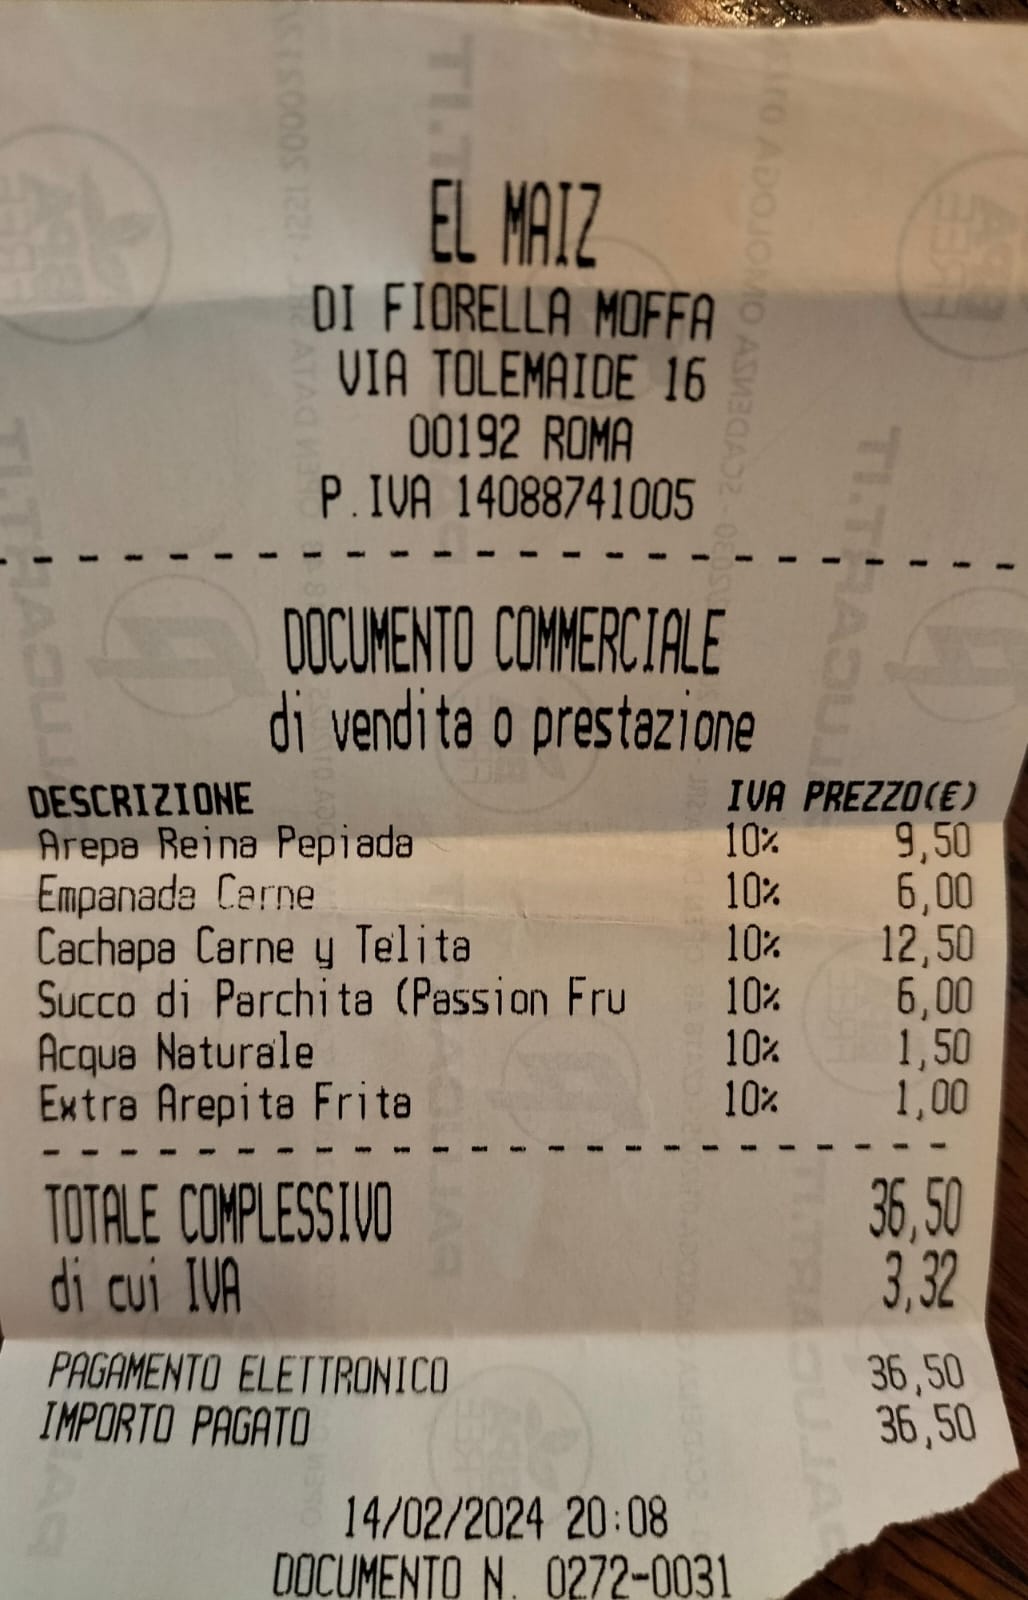 EL MAIZ
DI FIORELLA MOFFA
VIA TOLEMAIDE 16
00192 ROMA
P.IVA 14088741005
DOCUMENTO COMMERCIALE
di vendita o prestazione
DESCRIZIONE IVA PREZZO(€)
Arepa Reina Pepiada 10% 9,50
Empanada Carne 10% 6,00
Cachapa Carne y Telita 10% 12,50
Succo di Parchita (Passion Fru 10% 6,00
Acqua Naturale 10% 1,50
Extra Arepita Frita 10% 1,00
TOTALE COMPLESSIVO 36,50
di cui IVA 3,32
PAGAMENTO ELETTRONICO 36,50
IMPORTO PAGATO 36,50
14/02/2024 20:08
DOCUMENTO N. 0272-0031